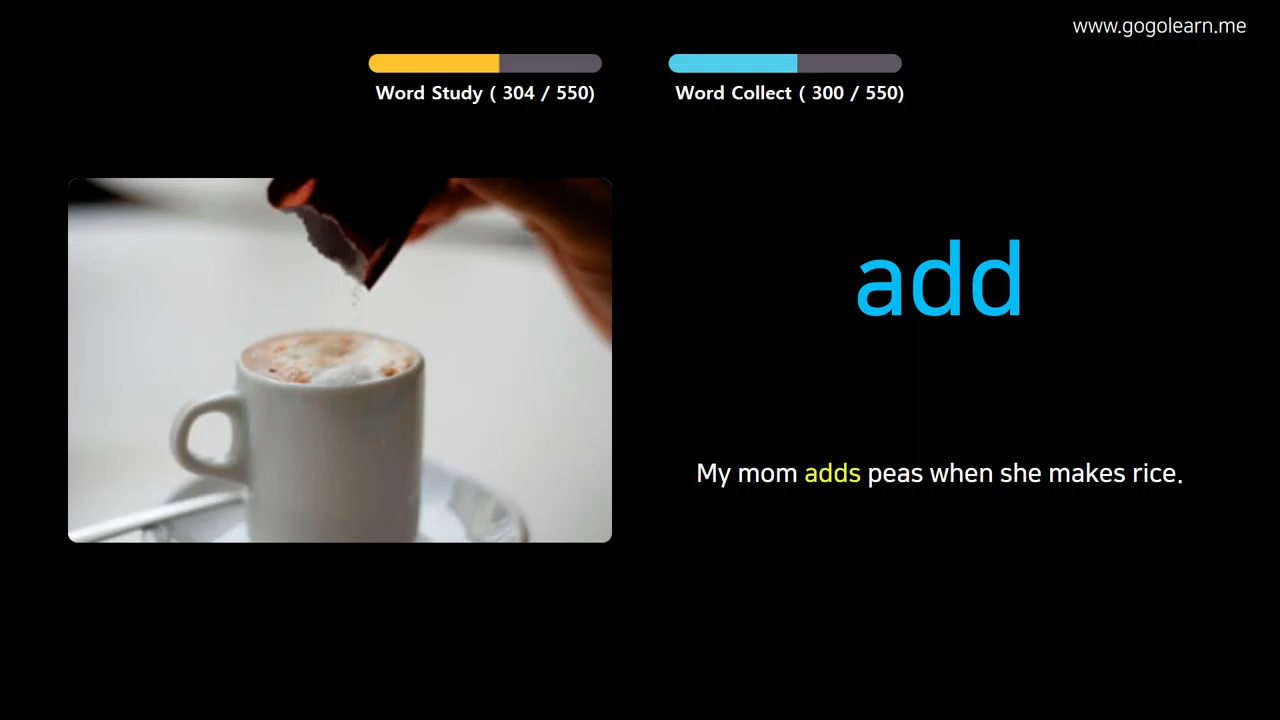 www.gogolearn.me
Word Study ( 304 / 550)
Word Collect ( 300 / 550)
add
My mom adds peas when she makes rice.